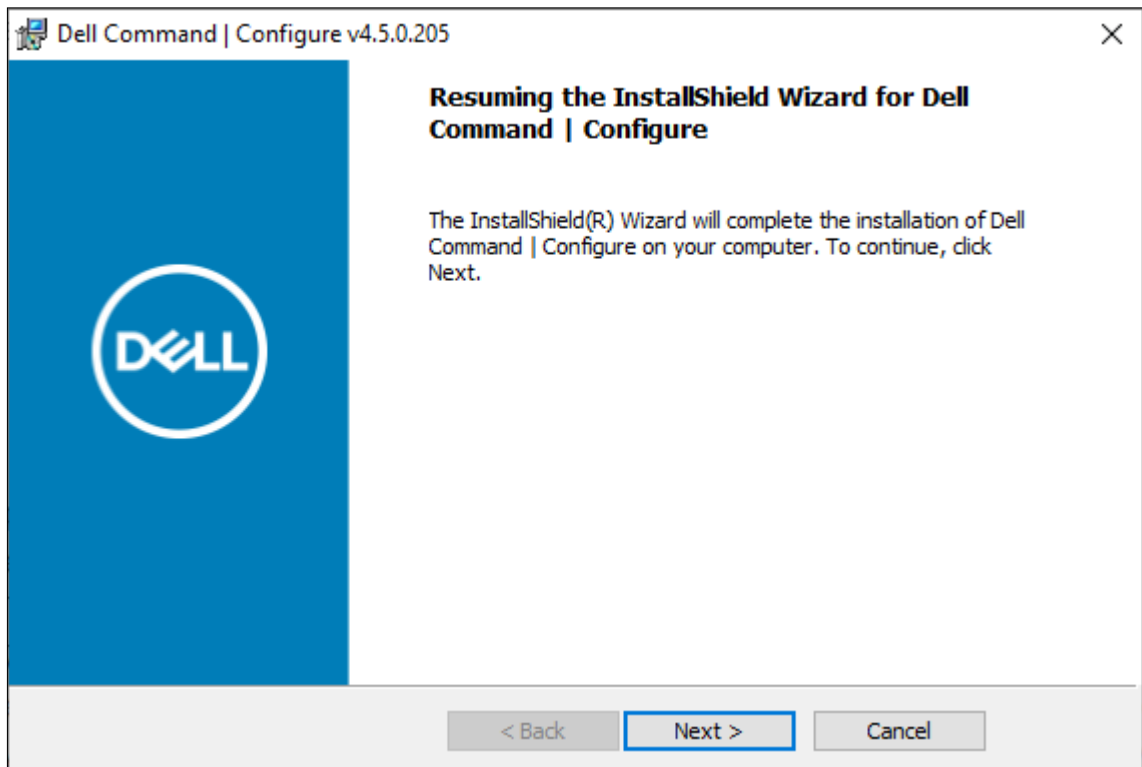 Dell Command | Configure v4.5.0.205
Resuming the InstallShield Wizard for Dell
Command | Configure
The InstallShield(R) Wizard will complete the installation of Dell
Command | Configure on your computer. To continue, click
Next.
DELL
< Back
Next >
Cancel